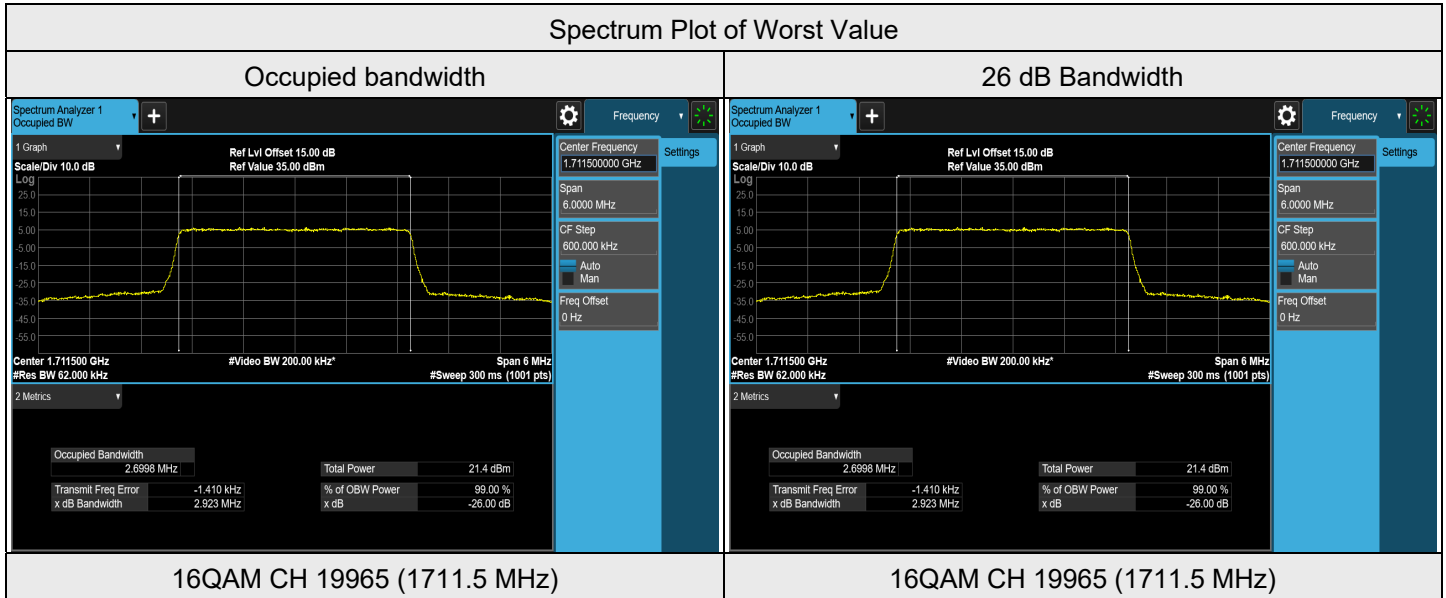 Spectrum Plot of Worst Value
Occupied bandwidth
26 dB Bandwidth
Spectrum Analyzer 1
Occupied BW
+
Frequency
1 Graph
Scale/Div 10.0 dB
Ref Lvl Offset 15.00 dB
Ref Value 35.00 dBm
Log
25.0
15.0
5.00
-5.00
-15.0
-25.0
-35.0
-45.0
-55.0
Center 1.711500 GHz
#Video BW 200.00 kHz*
Span 6 MHz
#Res BW 62.000 kHz
#Sweep 300 ms (1001 pts)
Center Frequency
1.711500000 GHz
Settings
Span
6.0000 MHz
CF Step
600.000 kHz
Auto
Man
Freq Offset
0 Hz
2 Metrics
Occupied Bandwidth
2.6998 MHz
Total Power 21.4 dBm
Transmit Freq Error -1.410 kHz
% of OBW Power 99.00 %
x dB Bandwidth 2.923 MHz
x dB -26.00 dB
Spectrum Analyzer 1
Occupied BW
+
Frequency
1 Graph
Scale/Div 10.0 dB
Ref Lvl Offset 15.00 dB
Ref Value 35.00 dBm
Log
25.0
15.0
5.00
-5.00
-15.0
-25.0
-35.0
-45.0
-55.0
Center 1.711500 GHz
#Video BW 200.00 kHz*
Span 6 MHz
#Res BW 62.000 kHz
#Sweep 300 ms (1001 pts)
Center Frequency
1.711500000 GHz
Settings
Span
6.0000 MHz
CF Step
600.000 kHz
Auto
Man
Freq Offset
0 Hz
2 Metrics
Occupied Bandwidth
2.6998 MHz
Total Power 21.4 dBm
Transmit Freq Error -1.410 kHz
% of OBW Power 99.00 %
x dB Bandwidth 2.923 MHz
x dB -26.00 dB
16QAM CH 19965 (1711.5 MHz)
16QAM CH 19965 (1711.5 MHz)